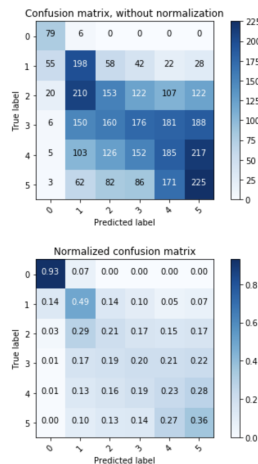 Confusion matrix, without normalization
0 79 6 0 0 0 0
1 55 198 58 42 22 28
2 20 210 153 122 107 122
3 6 150 160 176 181 188
4 5 103 126 152 185 217
5 3 62 82 86 171 225
0 1 2 3 4 5
True label
Predicted label
225
200
175
150
125
100
75
50
25
0
Normalized confusion matrix
0 0.93 0.07 0.00 0.00 0.00 0.00
1 0.14 0.49 0.14 0.10 0.05 0.07
2 0.03 0.29 0.21 0.17 0.15 0.17
3 0.01 0.17 0.19 0.20 0.21 0.22
4 0.01 0.13 0.16 0.19 0.23 0.28
5 0.00 0.10 0.13 0.14 0.27 0.36
0 1 2 3 4 5
True label
Predicted label
0.8
0.6
0.4
0.2
0.0